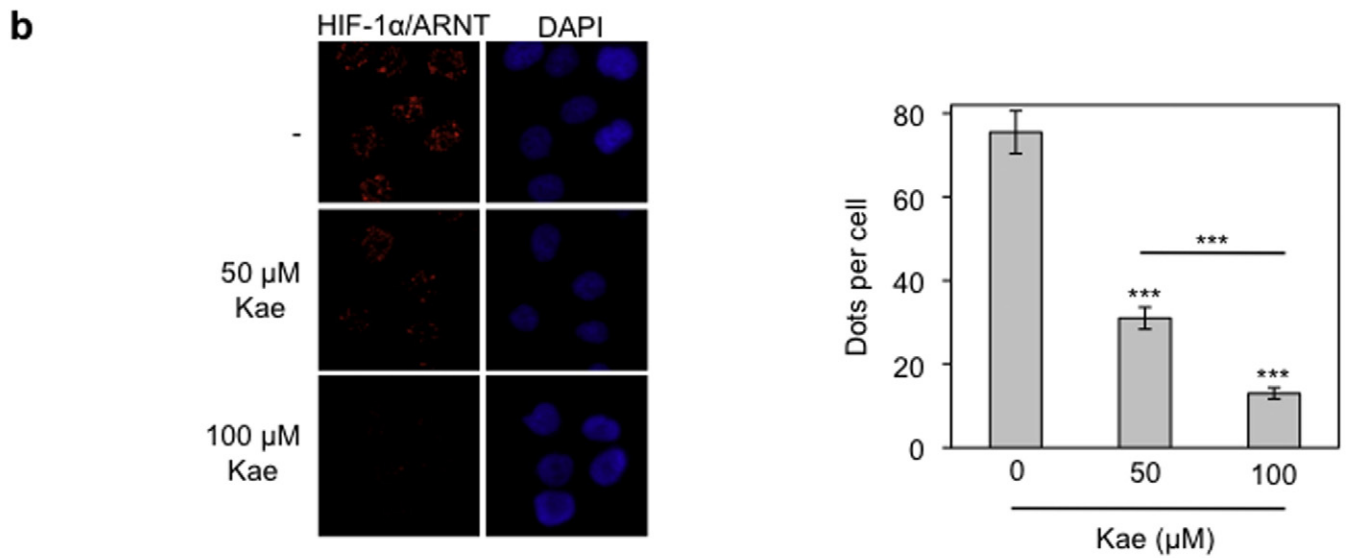 b
HIF-1α/ARNT DAPI
-
50 μM
Kae
100 μM
Kae
Dots per cell
80
60
40
20
0
***
***
***
0 50 100
Kae (μM)